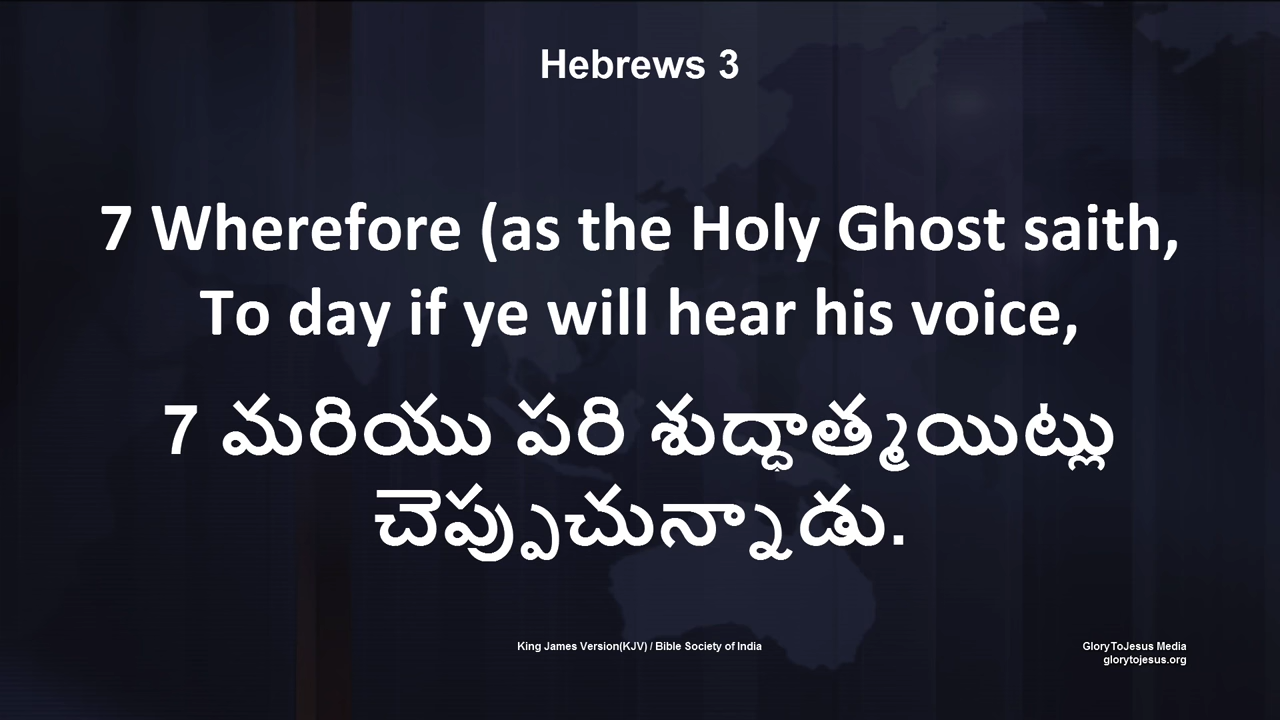 Hebrews 3
7 Wherefore (as the Holy Ghost saith,
To day if ye will hear his voice,
7 మరియు పరి శుద్ధాత్మయిట్లు
చెప్పుచున్నాడు.
King James Version(KJV) / Bible Society of India
GloryToJesus Media
glorytojesus.org